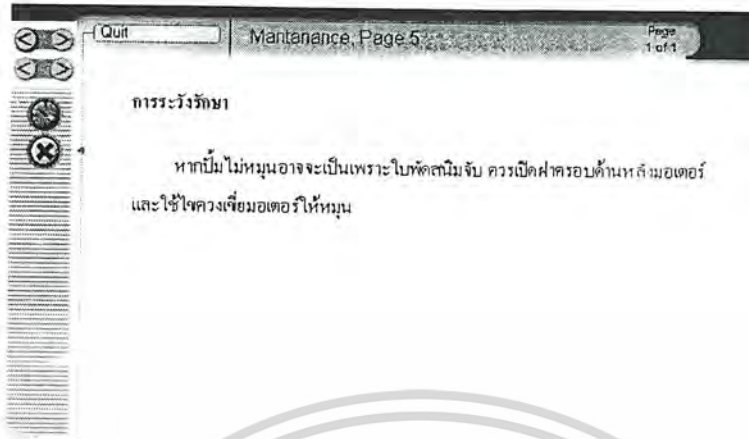 Quit
Mantanance, Page 5
Page
1 of 1
การระวังรักษา
หากปั๊มไม่หมุนอาจจะเป็นเพราะใบพัดสนิมจับ ควรเปิดฝาครอบด้านหลังมอเตอร์
และใช้ไขควงเขี่ยมอเตอร์ให้หมุน